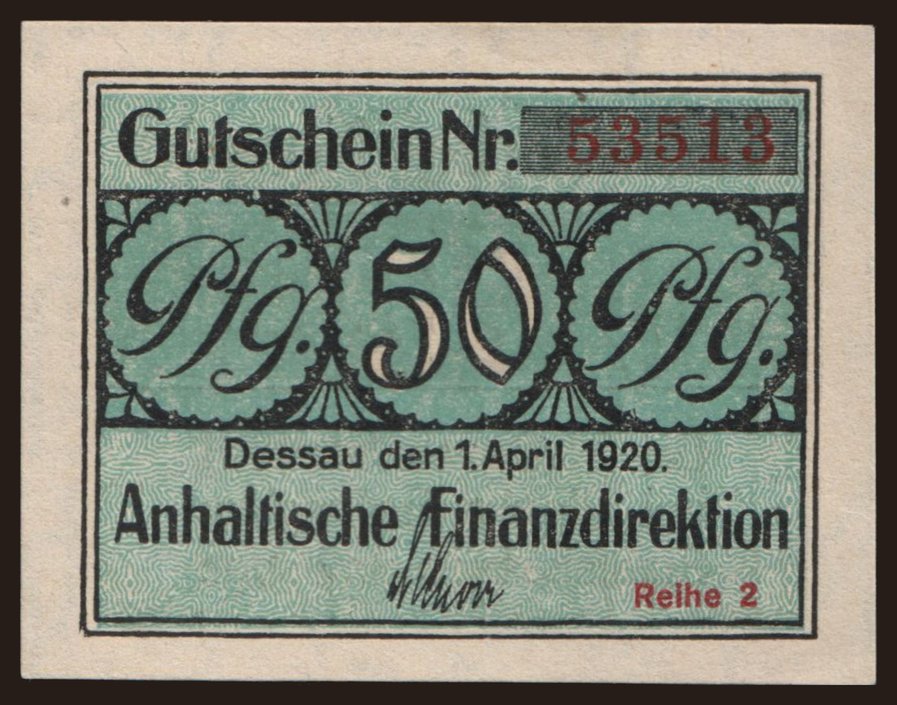 Gutschein Nr. 53513
Pfg. 50 Pfg.
Dessau den 1. April 1920.
Anhaltische Finanzdirektion
Reihe 2